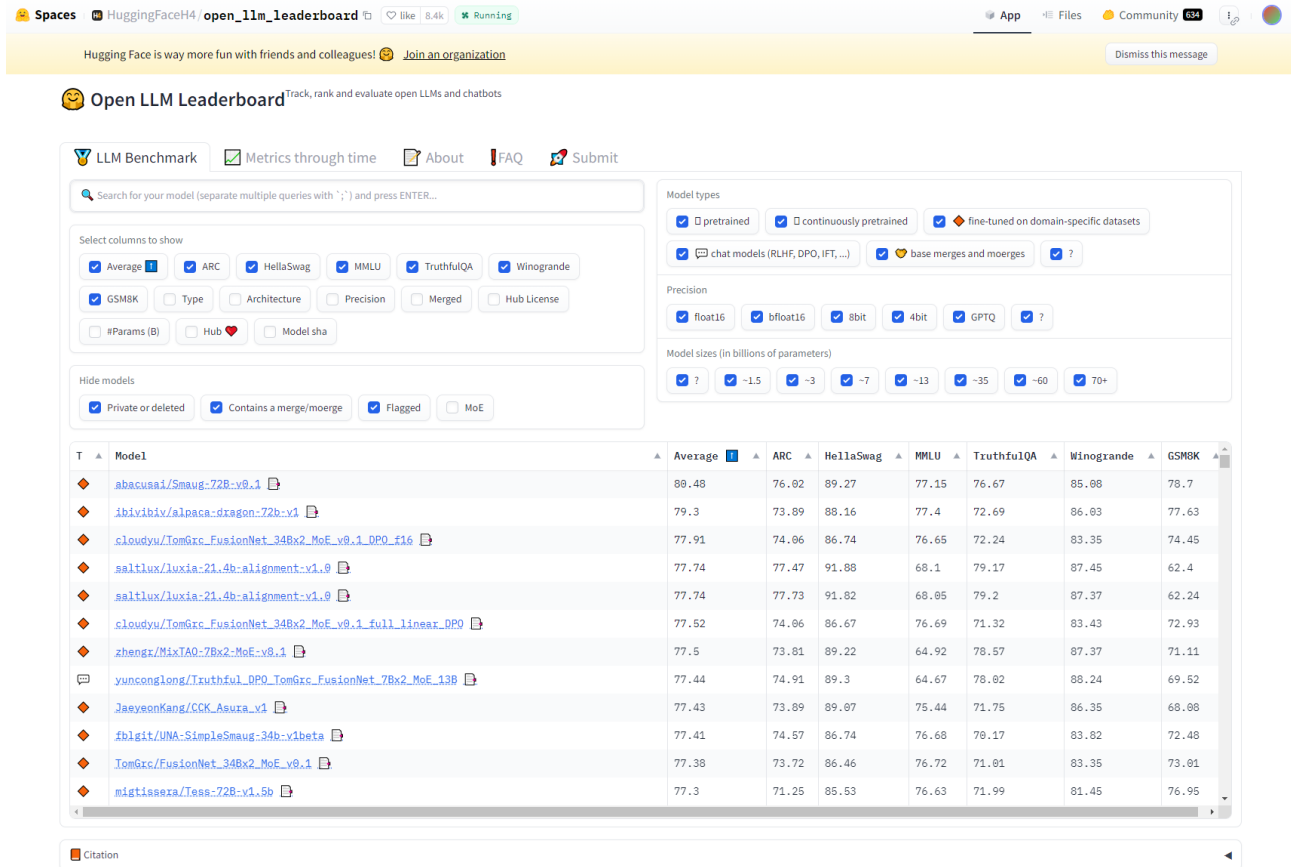 Spaces HuggingFaceH4/open_llm_leaderboard like 8.4k Running App Files Community 634
Hugging Face is way more fun with friends and colleagues! Join an organization Dismiss this message
Open LLM Leaderboard Track, rank and evaluate open LLMs and chatbots
LLM Benchmark Metrics through time About FAQ Submit
Search for your model (separate multiple queries with `;`) and press ENTER...
Select columns to show
Average ARC HellaSwag MMLU TruthfulQA Winogrande
GSM8K Type Architecture Precision Merged Hub License
#Params (B) Hub Model sha
Hide models
Private or deleted Contains a merge/moerge Flagged MoE
Model types
pretrained continuously pretrained fine-tuned on domain-specific datasets
chat models (RLHF, DPO, IFT, ...) base merges and moerges ?
Precision
float16 bfloat16 8bit 4bit GPTQ ?
Model sizes (in billions of parameters)
? ~1.5 ~3 ~7 ~13 ~35 ~60 70+
T Model Average ARC HellaSwag MMLU TruthfulQA Winogrande GSM8K
abacusai/Smaug-72B-v0.1 80.48 76.02 89.27 77.15 76.67 85.08 78.7
ibivibiv/alpaca-dragon-72b-v1 79.3 73.89 88.16 77.4 72.69 86.03 77.63
cloudyu/TomGrc_FusionNet_34Bx2_MoE_v0.1_DPO_f16 77.91 74.06 86.74 76.65 72.24 83.35 74.45
saltlux/luxia-21.4b-alignment-v1.0 77.74 77.47 91.88 68.1 79.17 87.45 62.4
saltlux/luxia-21.4b-alignment-v1.0 77.74 77.73 91.82 68.05 79.2 87.37 62.24
cloudyu/TomGrc_FusionNet_34Bx2_MoE_v0.1_full_linear_DPO 77.52 74.06 86.67 76.69 71.32 83.43 72.93
zhengr/MixTAO-7Bx2-MoE-v8.1 77.5 73.81 89.22 64.92 78.57 87.37 71.11
yunconglong/Truthful_DPO_TomGrc_FusionNet_7Bx2_MoE_13B 77.44 74.91 89.3 64.67 78.02 88.24 69.52
JaeyeonKang/CCK_Asura_v1 77.43 73.89 89.07 75.44 71.75 86.35 68.08
fblgit/UNA-SimpleSmaug-34b-v1beta 77.41 74.57 86.74 76.68 70.17 83.82 72.48
TomGrc/FusionNet_34Bx2_MoE_v0.1 77.38 73.72 86.46 76.72 71.01 83.35 73.01
migtissera/Tess-72B-v1.5b 77.3 71.25 85.53 76.63 71.99 81.45 76.95
Citation